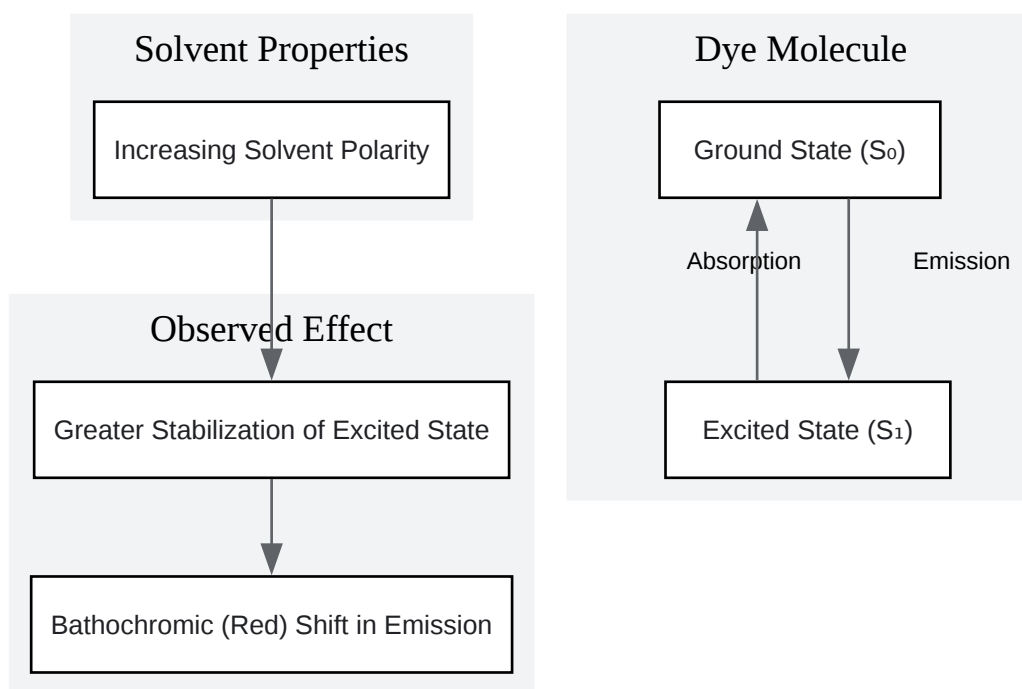 Solvent Properties
Increasing Solvent Polarity
Observed Effect
Greater Stabilization of Excited State
Bathochromic (Red) Shift in Emission
Dye Molecule
Ground State (S₀)
Absorption
Emission
Excited State (S₁)